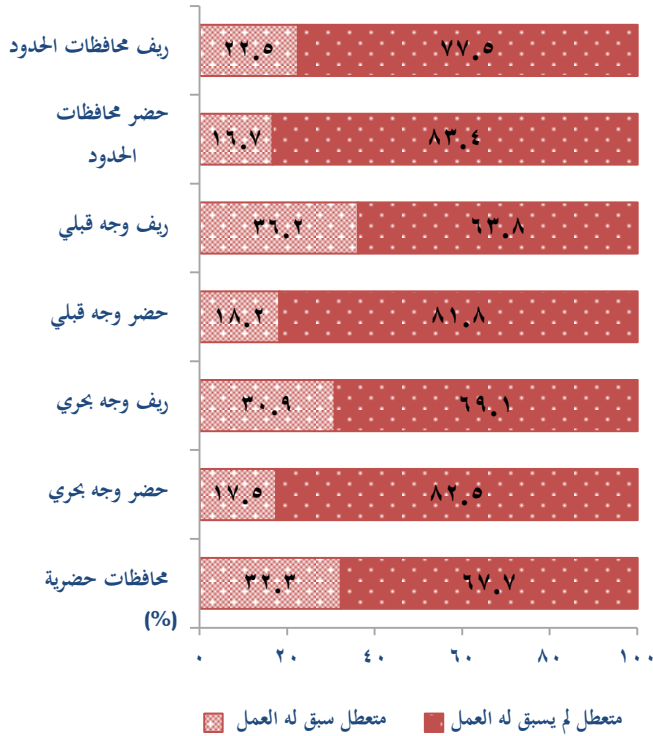 ريف محافظات الحدود
٢٢.٥ ٧٧.٥
حضر محافظات
الحدود
١٦.٧ ٨٣.٤
ريف وجه قبلي
٣٦.٢ ٦٣.٨
حضر وجه قبلي
١٨.٢ ٨١.٨
ريف وجه بحري
٣٠.٩ ٦٩.١
حضر وجه بحري
١٧.٥ ٨٢.٥
محافظات حضرية
٣٢.٣ ٦٧.٧
(%)
٠ ٢٠ ٤٠ ٦٠ ٨٠ ١٠٠
متعطل لم يسبق له العمل متعطل سبق له العمل